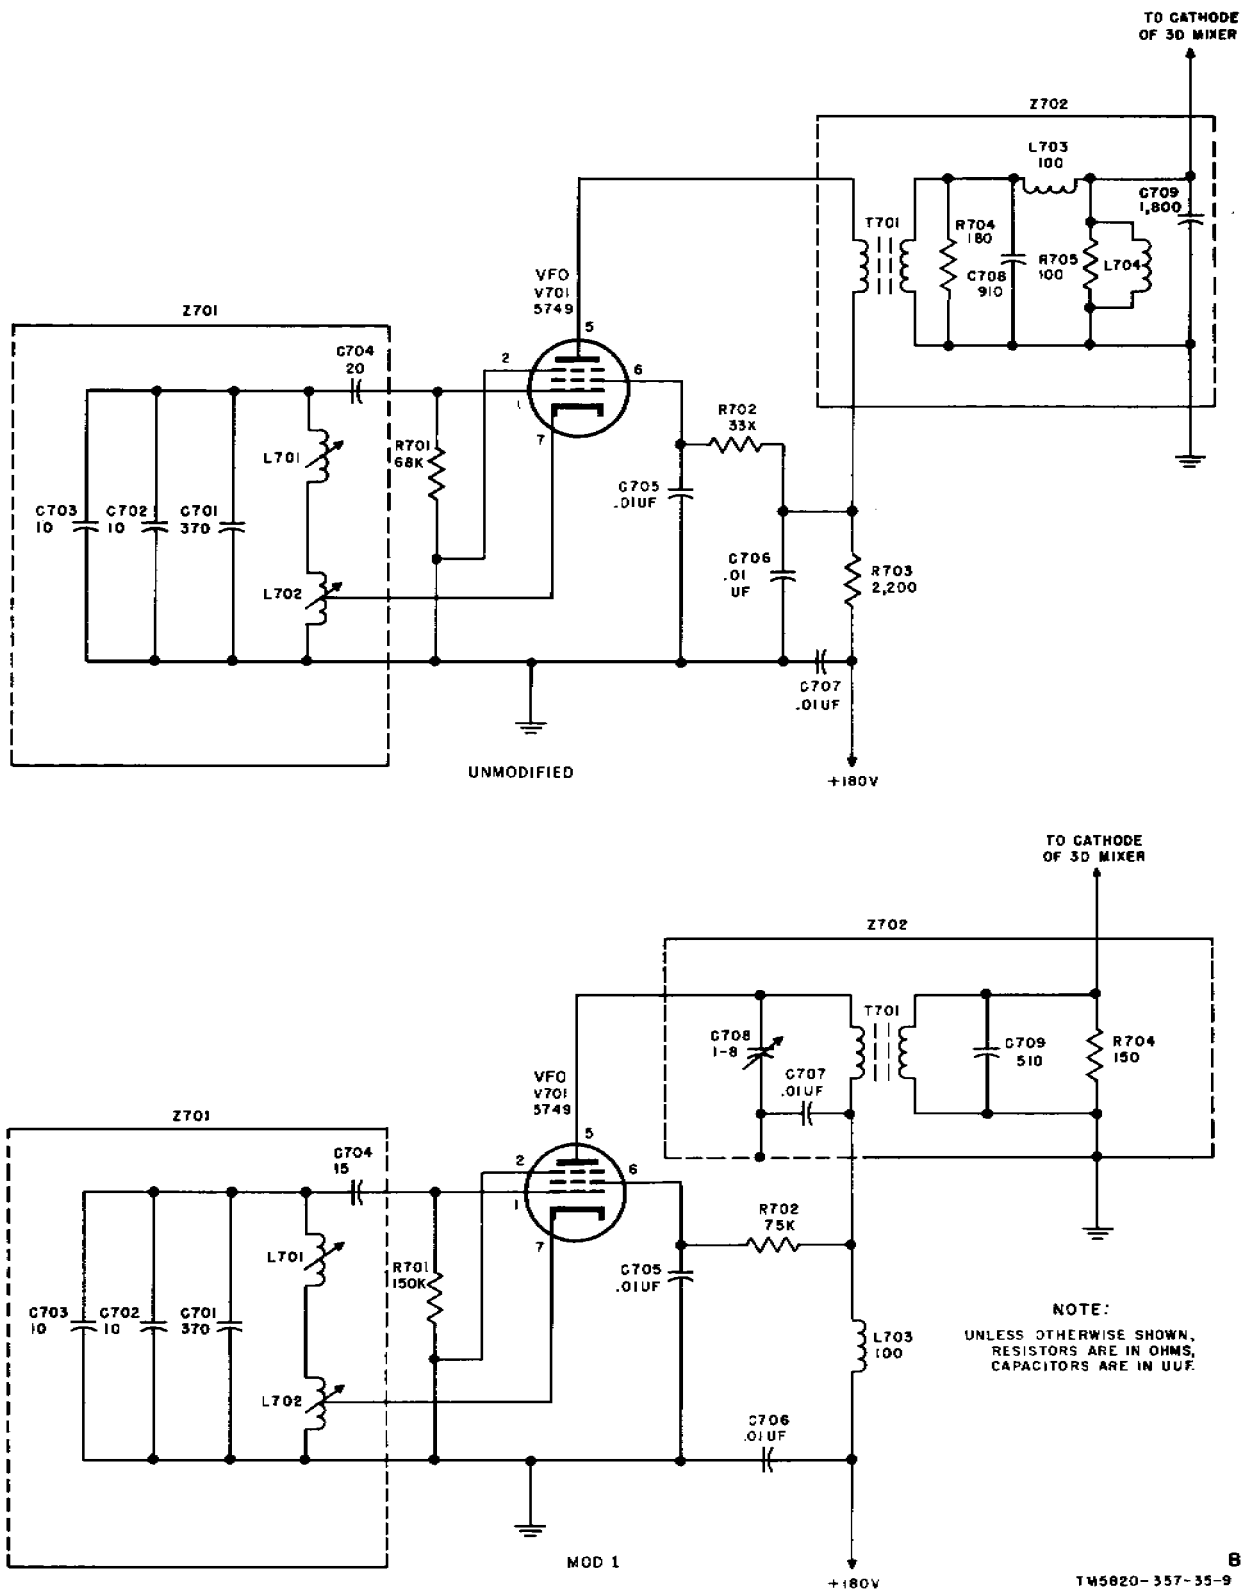 TO CATHODE
OF 3D MIXER
Z702
L703
100
C709
1,800
T701
R704
180
C708
910
R705
100
L704
VFO
V701
5749
5
Z701
C704
20
2
6
1
7
R702
33K
R701
68K
L701
C705
.01UF
C703
10
C702
10
C701
370
C706
.01
UF
R703
2,200
L702
C707
.01UF
UNMODIFIED
+180V
TO CATHODE
OF 3D MIXER
Z702
T701
C708
1-8
C709
510
R704
150
C707
.01UF
VFO
V701
5749
5
Z701
C704
15
2
6
1
7
R702
75K
L701
R701
150K
C705
.01UF
C703
10
C702
10
C701
370
L703
100
NOTE:
UNLESS OTHERWISE SHOWN,
RESISTORS ARE IN OHMS,
CAPACITORS ARE IN UUF.
L702
C706
.01UF
MOD 1
+180V
B
TM5820-357-35-9